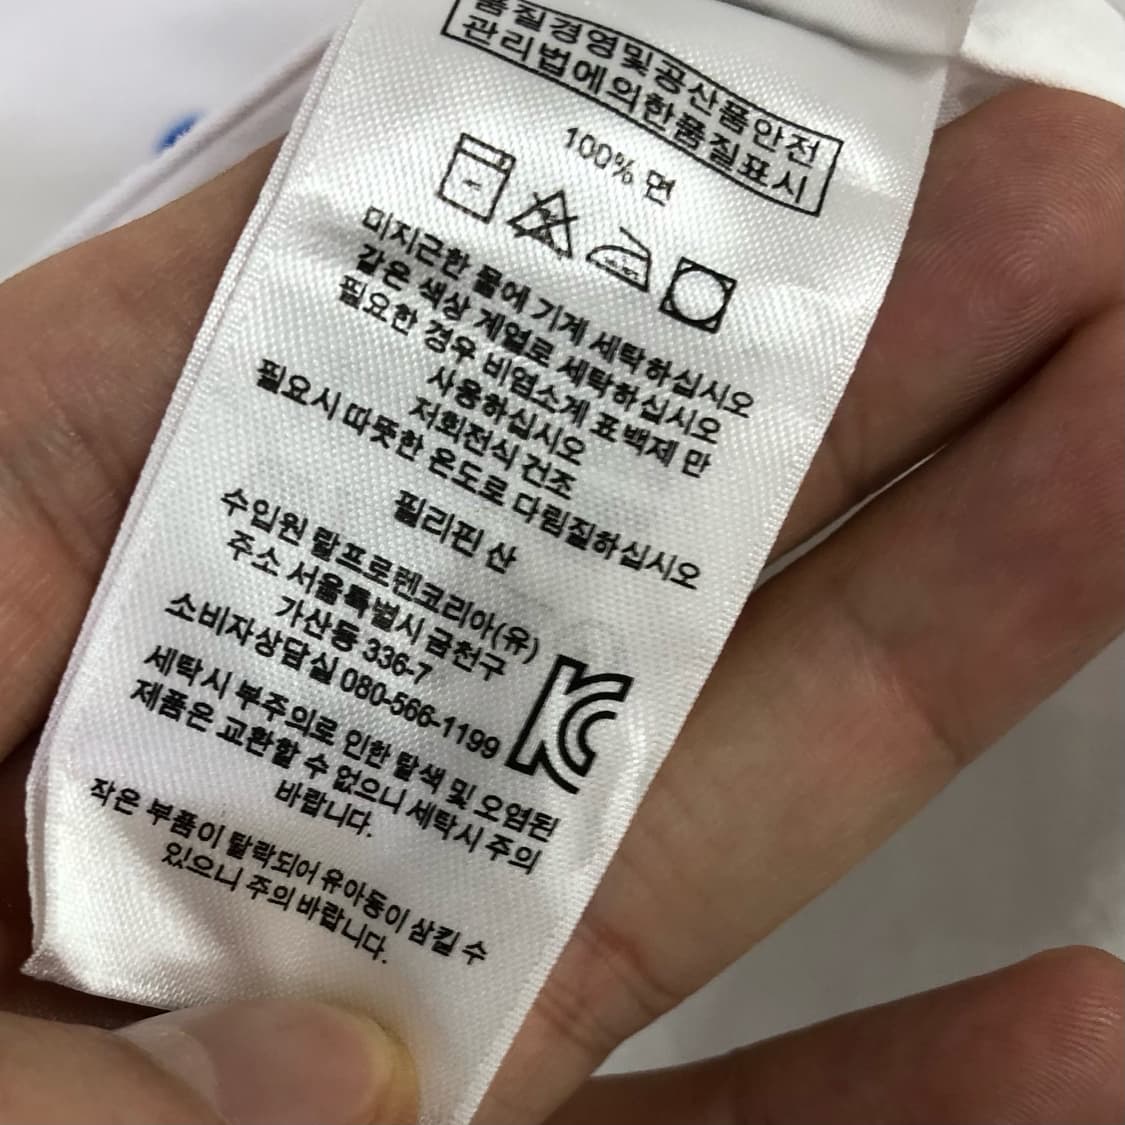 품질경영및공산품안전
관리법에의한품질표시
100% 면
미지근한 물에 기계 세탁하십시오
같은 색상 계열로 세탁하십시오
필요한 경우 비염소계 표백제 만
사용하십시오
저회전식 건조
필요시 따뜻한 온도로 다림질하십시오
필리핀 산
수입원 랄프로렌코리아(유)
주소 서울특별시 금천구
가산동 336-7
소비자상담실 080-566-1199
KC
세탁시 부주의로 인한 탈색 및 오염된
제품은 교환할 수 없으니 세탁시 주의
바랍니다.
작은 부품이 탈락되어 유아동이 삼킬 수
있으니 주의 바랍니다.